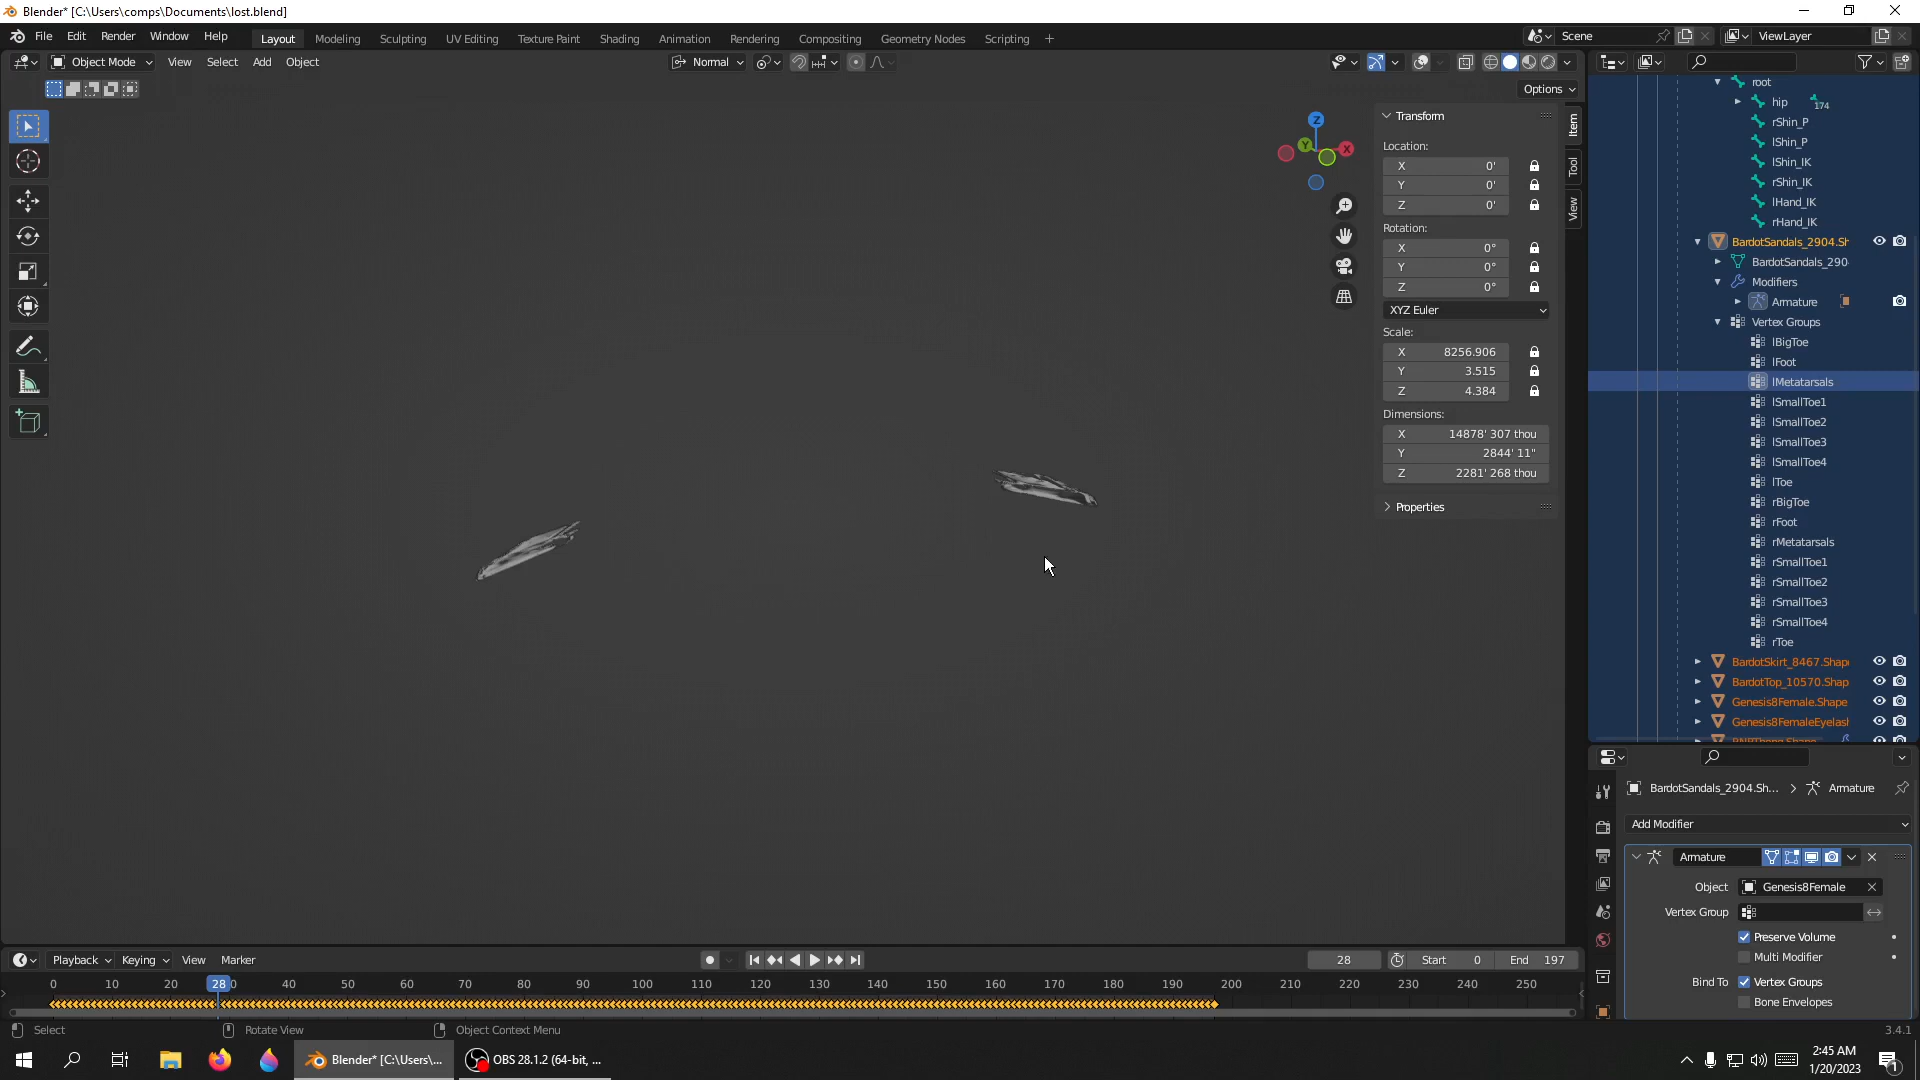 Blender* [C:\Users\comps\Documents\lost.blend]
File Edit Render Window Help Layout Modeling Sculpting UV Editing Texture Paint Shading Animation Rendering Compositing Geometry Nodes Scripting +
Scene
ViewLayer
Object Mode View Select Add Object
Normal
Options
Transform
Location:
X 0'
Y 0'
Z 0'
Rotation:
X 0°
Y 0°
Z 0°
XYZ Euler
Scale:
X 8256.906
Y 3.515
Z 4.384
Dimensions:
X 14878' 307 thou
Y 2844' 11"
Z 2281' 268 thou
Properties
Item
Tool
View
Z
Y
X
root
hip 174
rShin_P
lShin_P
lShin_IK
rShin_IK
lHand_IK
rHand_IK
BardotSandals_2904.Sh
BardotSandals_290
Modifiers
Armature
Vertex Groups
lBigToe
lFoot
lMetatarsals
lSmallToe1
lSmallToe2
lSmallToe3
lSmallToe4
lToe
rBigToe
rFoot
rMetatarsals
rSmallToe1
rSmallToe2
rSmallToe3
rSmallToe4
rToe
BardotSkirt_8467.Shap
BardotTop_10570.Shap
Genesis8Female.Shape
Genesis8FemaleEyelash
BardotSandals_2904.Sh... > Armature
Add Modifier
Armature
Object Genesis8Female
Vertex Group
Preserve Volume
Multi Modifier
Bind To Vertex Groups
Bone Envelopes
Playback Keying View Marker
28 Start 0 End 197
0 10 20 28 0 40 50 60 70 80 90 100 110 120 130 140 150 160 170 180 190 200 210 220 230 240 250
Select Rotate View Object Context Menu
3.4.1
Blender* [C:\Users\...
OBS 28.1.2 (64-bit, ...
2:45 AM
1/20/2023
1